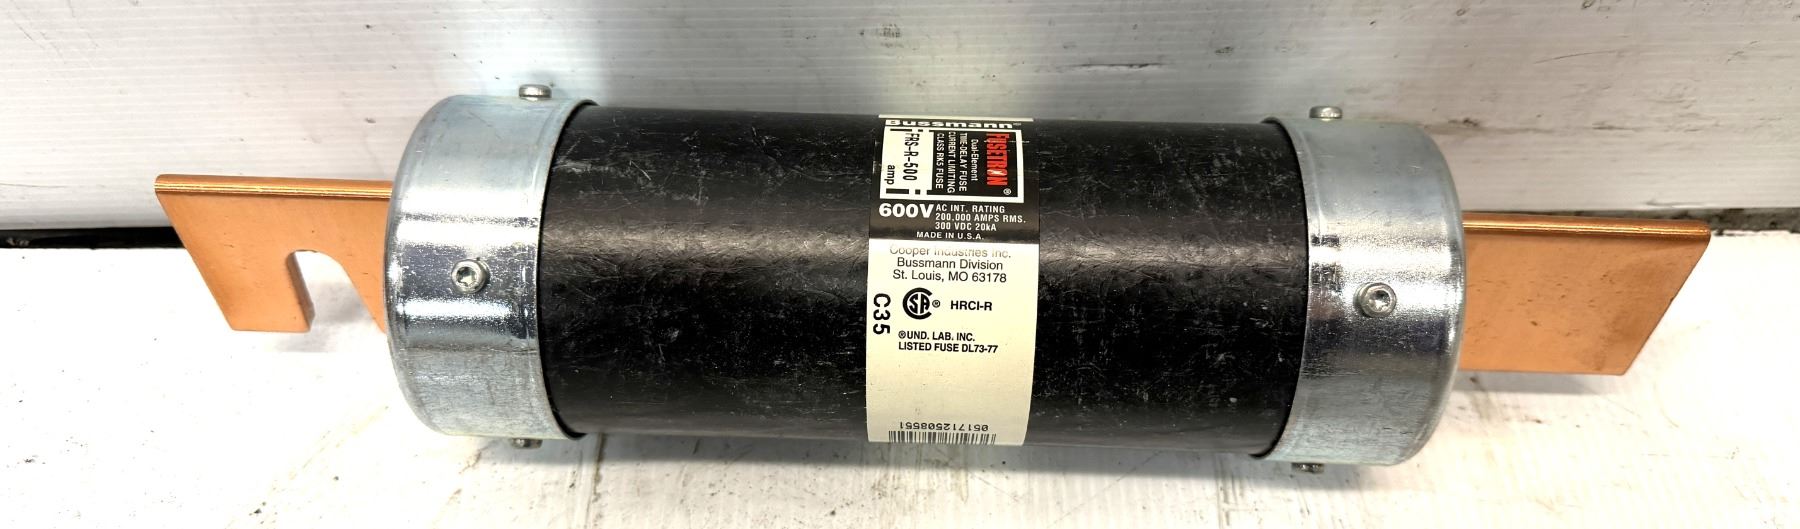 Bussmann®
FUSETRON®
Dual-Element
TIME-DELAY FUSE
CURRENT LIMITING
CLASS RK5 FUSE
FRS-R-500
amp
600V AC INT. RATING
200,000 AMPS RMS.
300 VDC 20kA
MADE IN U.S.A.
Cooper Industries Inc.
Bussmann Division
St. Louis, MO 63178
SA® HRCI-R
C35
®UND. LAB. INC.
LISTED FUSE DL73-77
051712508551